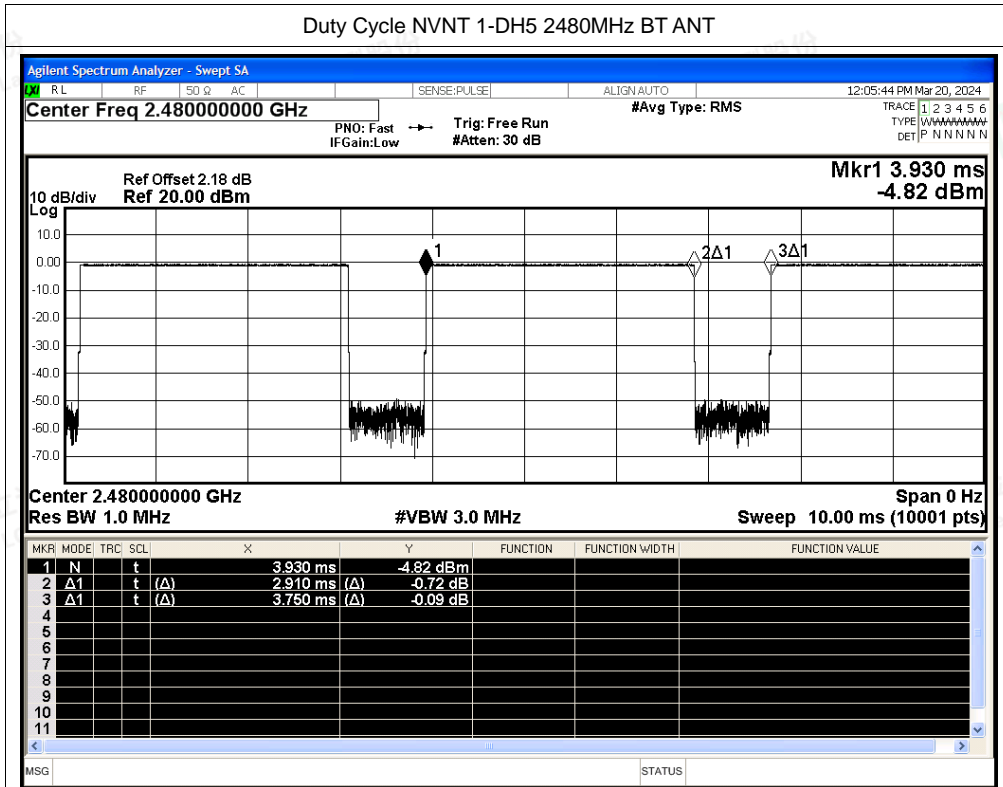 Duty Cycle NVNT 1-DH5 2480MHz BT ANT
Agilent Spectrum Analyzer - Swept SA
LXI RL RF 50 Ω AC SENSE:PULSE ALIGN AUTO 12:05:44 PM Mar 20, 2024
Center Freq 2.480000000 GHz #Avg Type: RMS TRACE 1 2 3 4 5 6
PNO: Fast Trig: Free Run TYPE WWWWWW
IFGain:Low #Atten: 30 dB DET P N N N N N
Mkr1 3.930 ms
Ref Offset 2.18 dB
10 dB/div Ref 20.00 dBm -4.82 dBm
Log
10.0
1 2Δ1 3Δ1
0.00
-10.0
-20.0
-30.0
-40.0
-50.0
-60.0
-70.0
Center 2.480000000 GHz Span 0 Hz
Res BW 1.0 MHz #VBW 3.0 MHz Sweep 10.00 ms (10001 pts)
MKR MODE TRC SCL X Y FUNCTION FUNCTION WIDTH FUNCTION VALUE
1 N t 3.930 ms -4.82 dBm
2 Δ1 t (Δ) 2.910 ms (Δ) -0.72 dB
3 Δ1 t (Δ) 3.750 ms (Δ) -0.09 dB
4
5
6
7
8
9
10
11
MSG STATUS